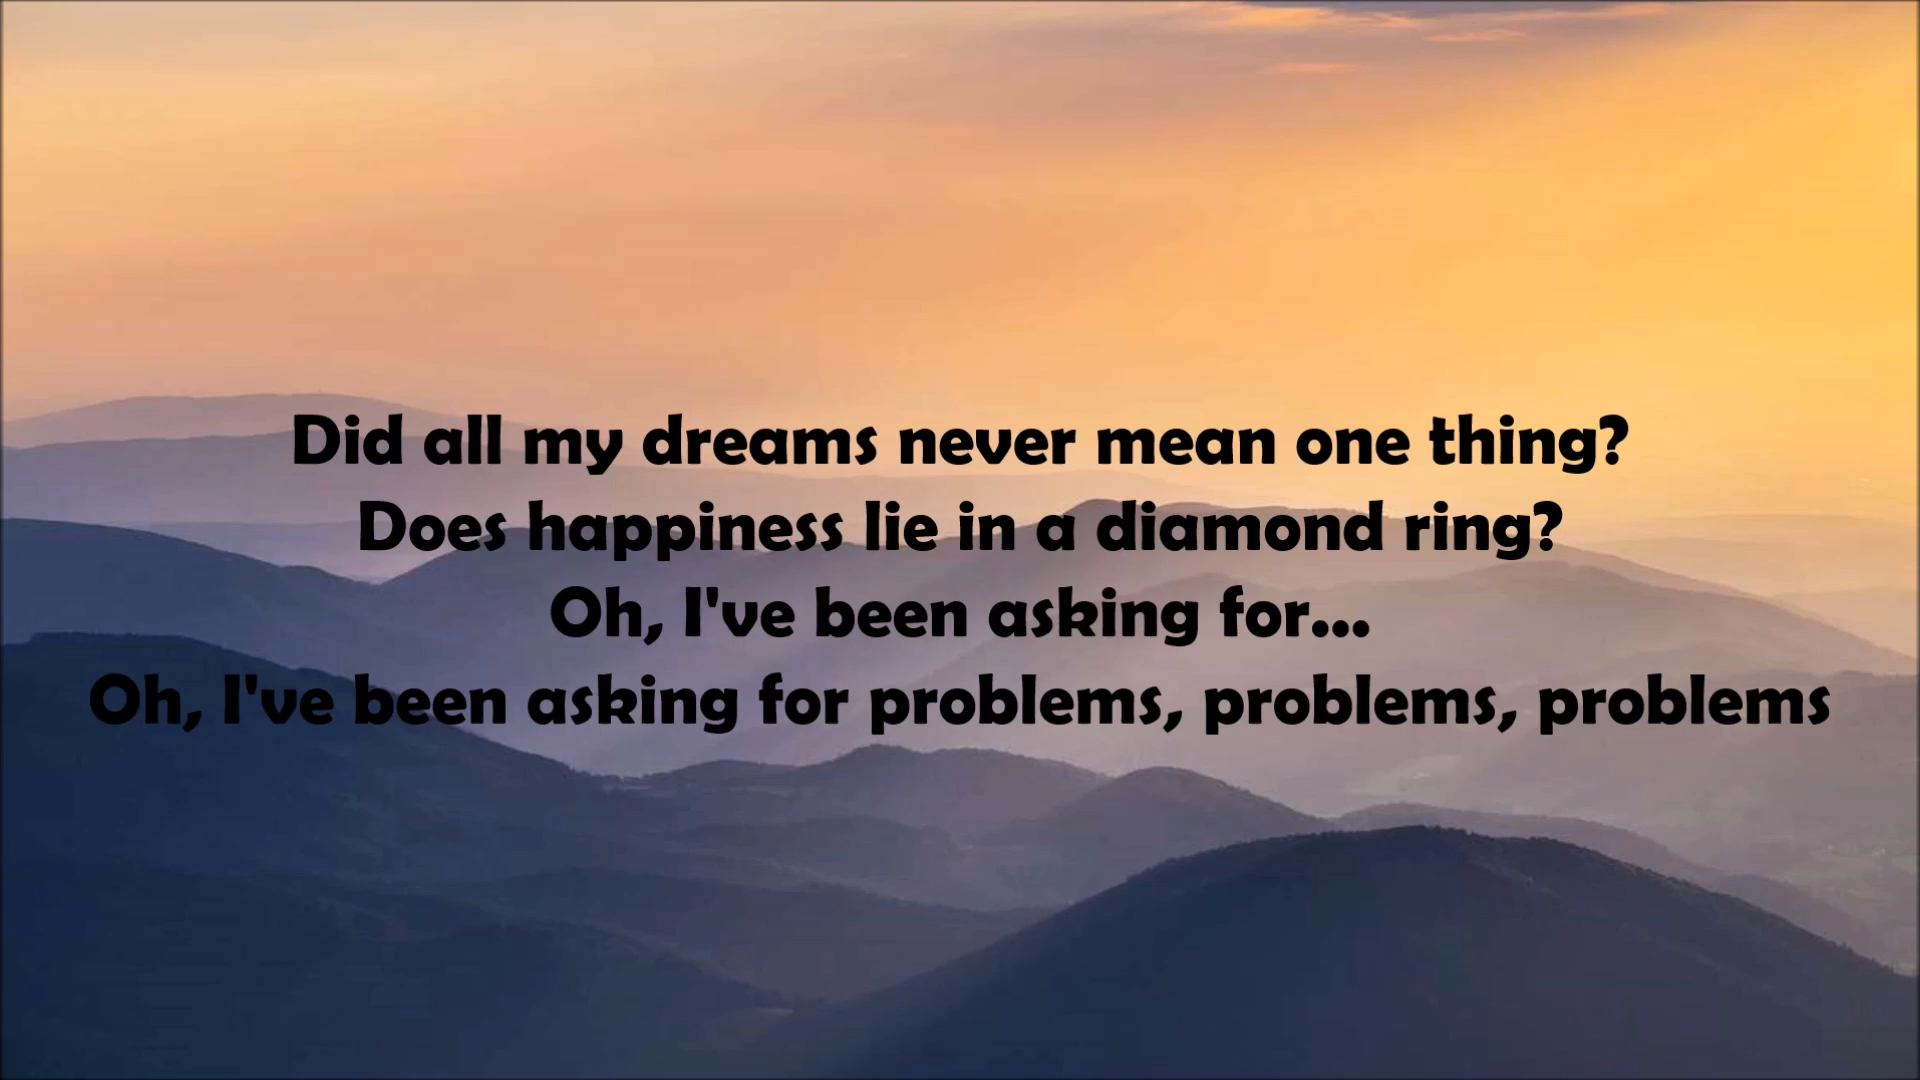 Did all my dreams never mean one thing?
Does happiness lie in a diamond ring?
Oh, I've been asking for...
Oh, I've been asking for problems, problems, problems